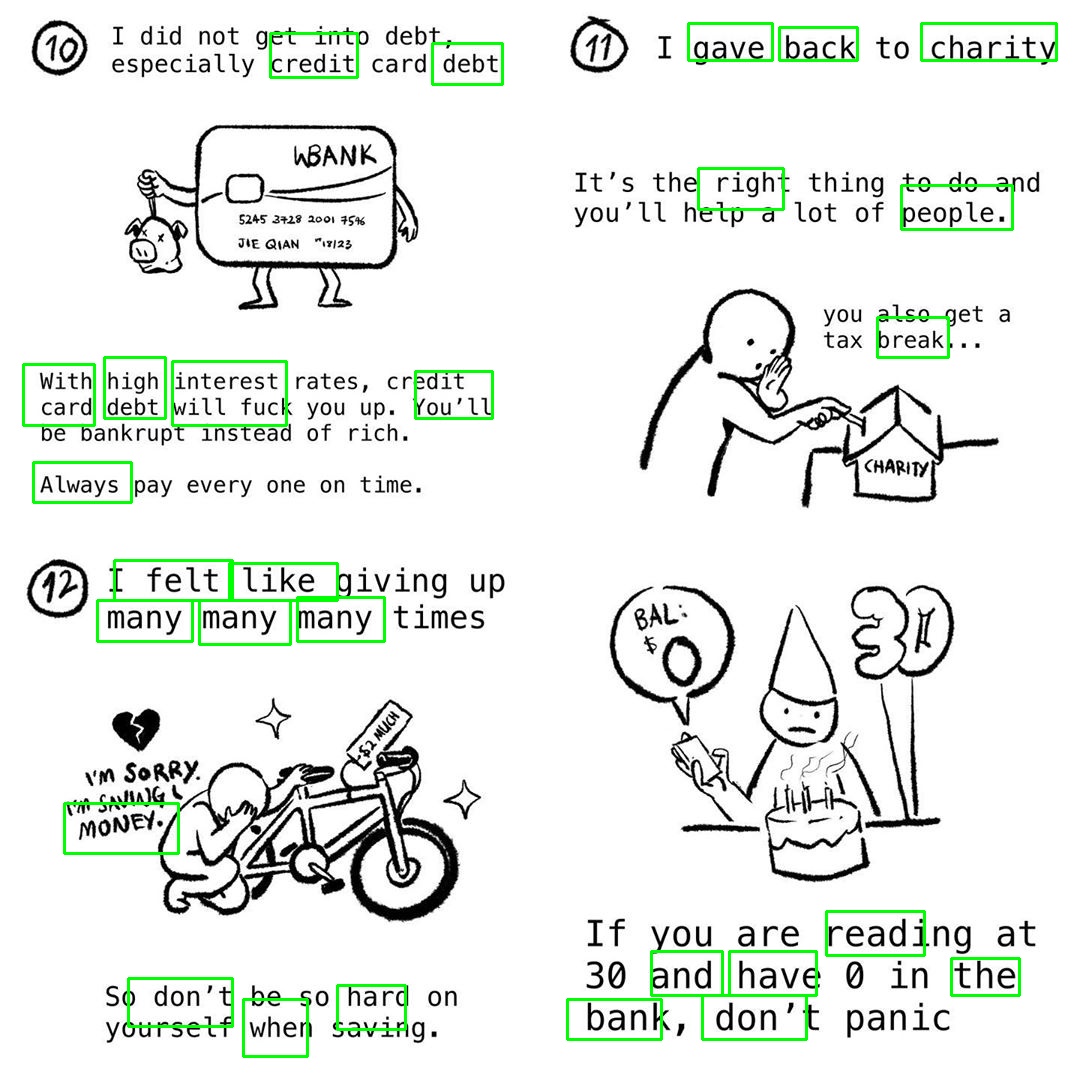 10
I did not get into debt,
especially credit card debt
WBANK
5245 3728 2001 7596
JIE QIAN "18/23
With high interest rates, credit
card debt will fuck you up. You'll
be bankrupt instead of rich.
Always pay every one on time.
11
I gave back to charity
It's the right thing to do and
you'll help a lot of people.
you also get a
tax break...
CHARITY
12
I felt like giving up
many many many times
-$2 MUCH
I'M SORRY.
I'M SAVING
MONEY.
So don't be so hard on
yourself when saving.
BAL:
$ 0
30
If you are reading at
30 and have 0 in the
bank, don't panic